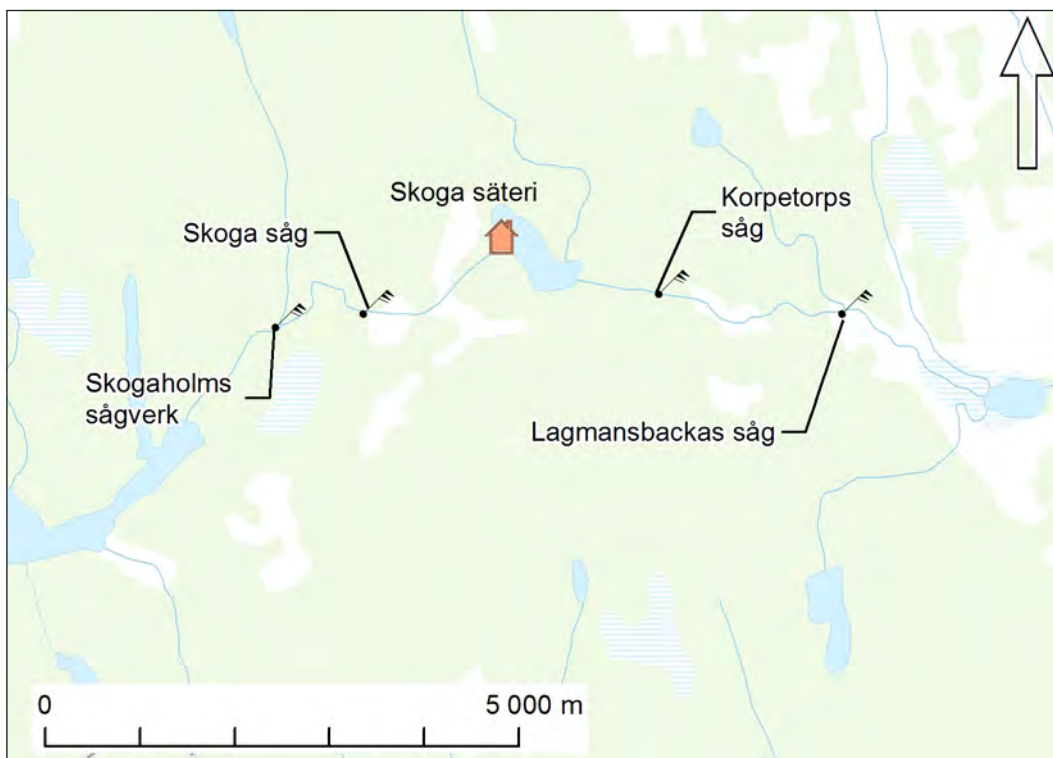 Skoga säteri
Korpetorps
såg
Skoga såg
Skogaholms
sågverk
Lagmansbackas såg
0
5 000 m